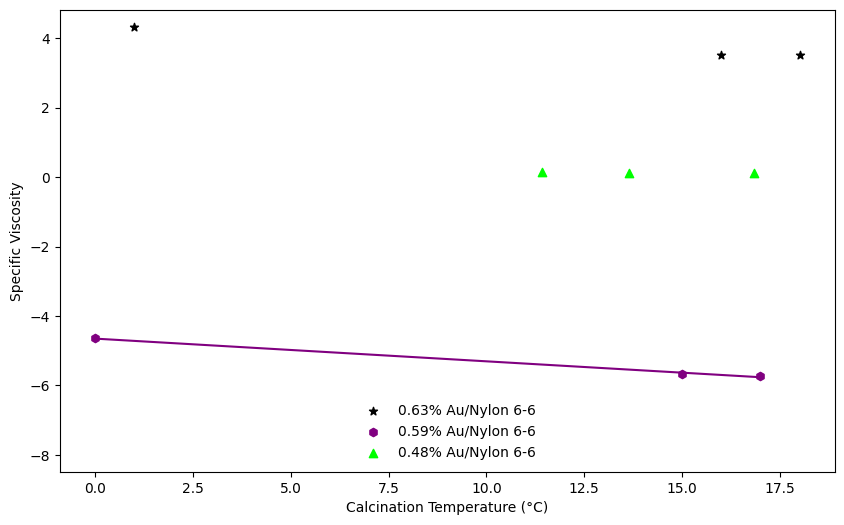 4
2
0
−2
−4
−6
−8
Specific Viscosity
0.63% Au/Nylon 6-6
0.59% Au/Nylon 6-6
0.48% Au/Nylon 6-6
0.0 2.5 5.0 7.5 10.0 12.5 15.0 17.5
Calcination Temperature (°C)